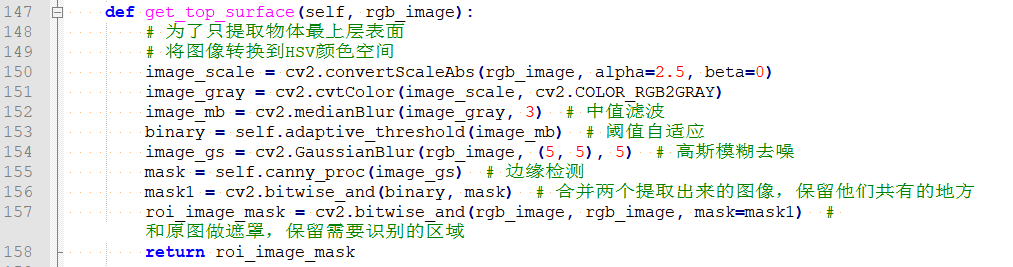 147 def get_top_surface(self, rgb_image):
148 # 为了只提取物体最上层表面
149 # 将图像转换到HSV颜色空间
150 image_scale = cv2.convertScaleAbs(rgb_image, alpha=2.5, beta=0)
151 image_gray = cv2.cvtColor(image_scale, cv2.COLOR_RGB2GRAY)
152 image_mb = cv2.medianBlur(image_gray, 3) # 中值滤波
153 binary = self.adaptive_threshold(image_mb) # 阈值自适应
154 image_gs = cv2.GaussianBlur(rgb_image, (5, 5), 5) # 高斯模糊去噪
155 mask = self.canny_proc(image_gs) # 边缘检测
156 mask1 = cv2.bitwise_and(binary, mask) # 合并两个提取出来的图像，保留他们共有的地方
157 roi_image_mask = cv2.bitwise_and(rgb_image, rgb_image, mask=mask1) #
和原图做遮罩，保留需要识别的区域
158 return roi_image_mask